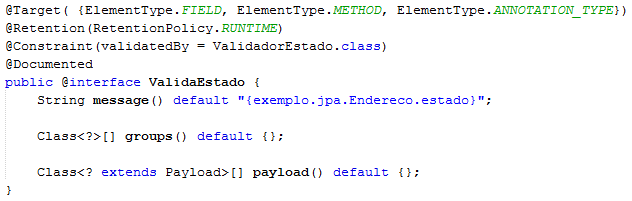 @Target( {ElementType.FIELD, ElementType.METHOD, ElementType.ANNOTATION_TYPE})
@Retention(RetentionPolicy.RUNTIME)
@Constraint(validatedBy = ValidadorEstado.class)
@Documented
public @interface ValidaEstado {
    String message() default "{exemplo.jpa.Endereco.estado}";
    Class<?>[] groups() default {};
    Class<? extends Payload>[] payload() default {};
}